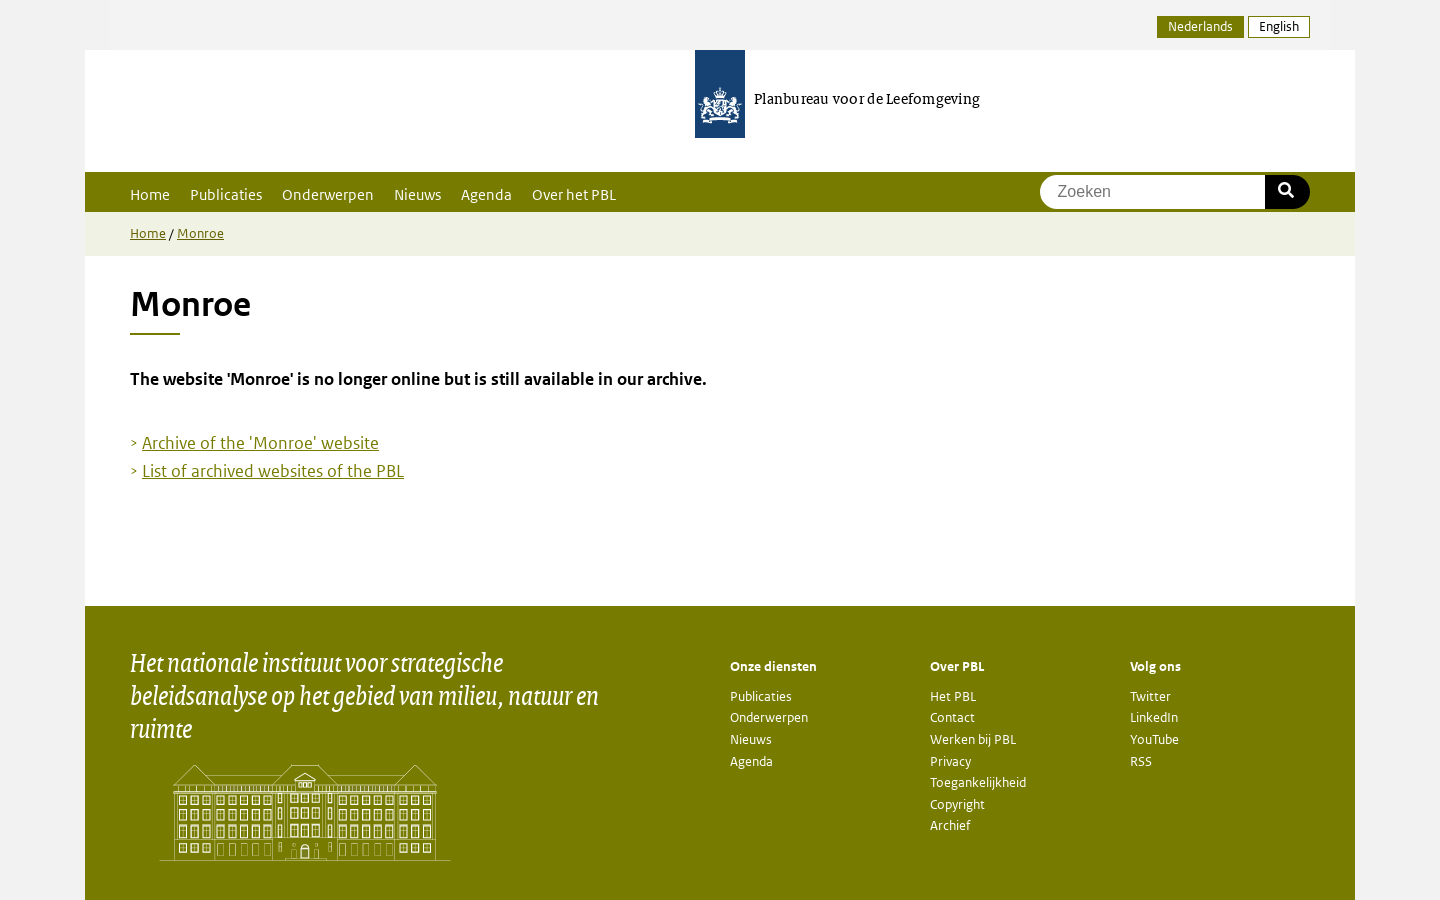 Nederlands English
Planbureau voor de Leefomgeving
Home Publicaties Onderwerpen Nieuws Agenda Over het PBL Zoeken
Home / Monroe
Monroe
The website 'Monroe' is no longer online but is still available in our archive.
> Archive of the 'Monroe' website
> List of archived websites of the PBL
Het nationale instituut voor strategische
beleidsanalyse op het gebied van milieu, natuur en
ruimte
Onze diensten
Publicaties
Onderwerpen
Nieuws
Agenda
Over PBL
Het PBL
Contact
Werken bij PBL
Privacy
Toegankelijkheid
Copyright
Archief
Volg ons
Twitter
LinkedIn
YouTube
RSS